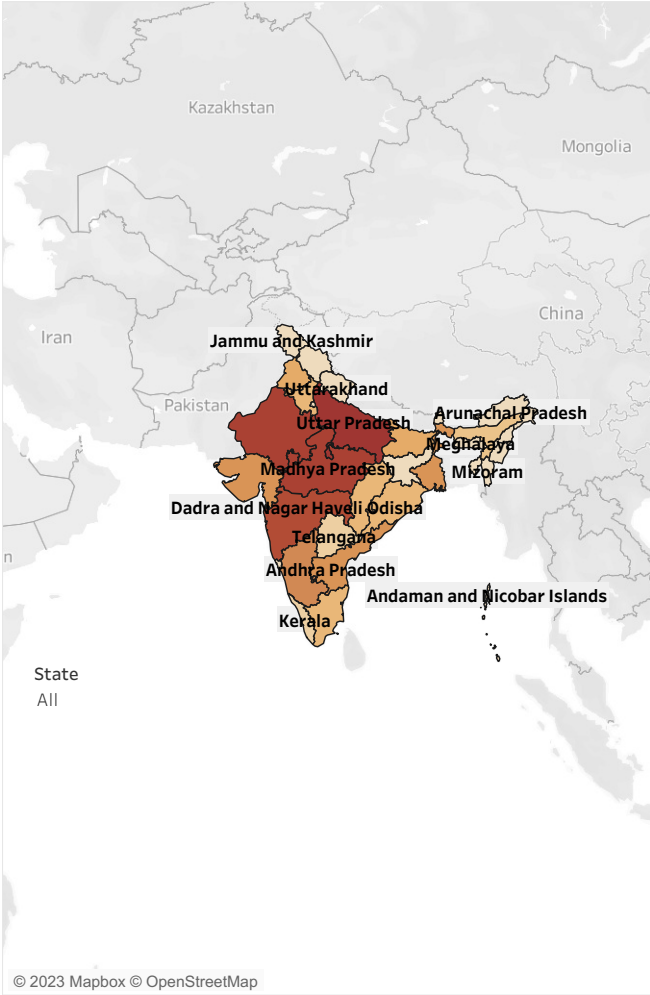 Kazakhstan
Mongolia
China
Iran
Jammu and Kashmir
Uttarakhand
Pakistan
Arunachal Pradesh
Uttar Pradesh
Meghalaya
Madhya Pradesh
Mizoram
Dadra and Nagar Haveli
Odisha
Telangana
n
Andhra Pradesh
Andaman and Nicobar Islands
Kerala
State
All
© 2023 Mapbox © OpenStreetMap